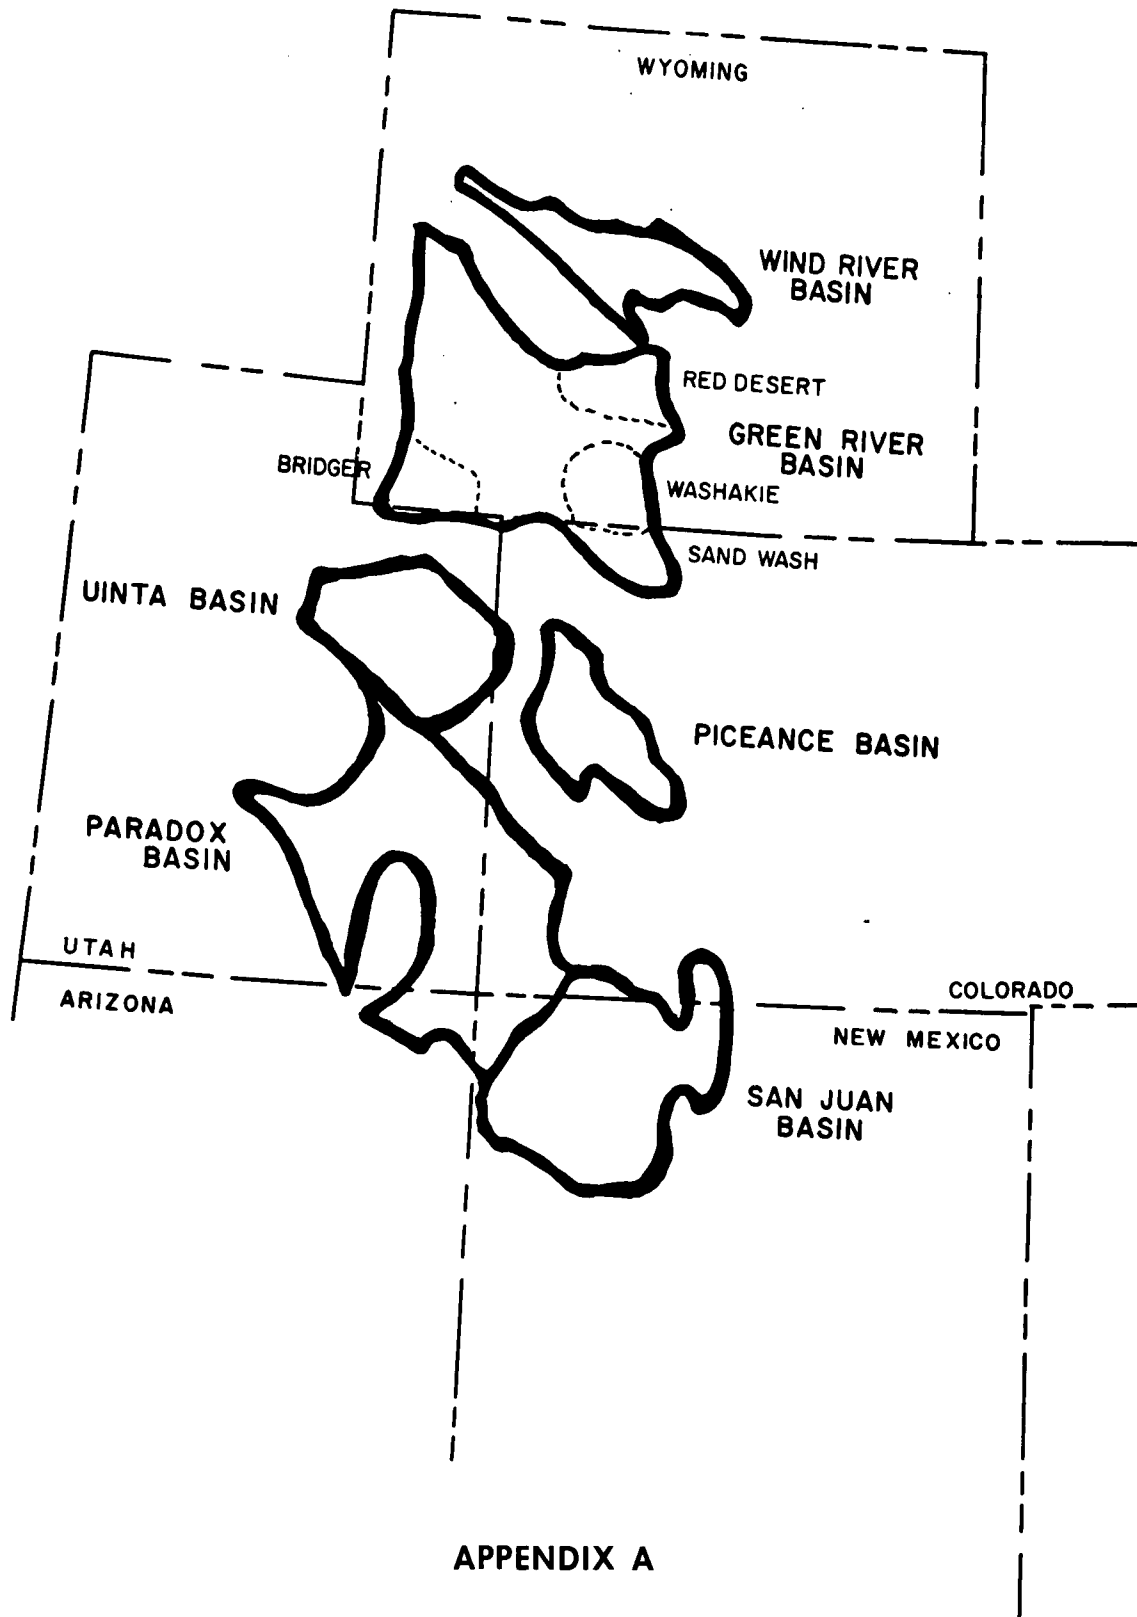 WYOMING
WIND RIVER
BASIN
RED DESERT
GREEN RIVER
BASIN
BRIDGER
WASHAKIE
SAND WASH
UINTA BASIN
PICEANCE BASIN
PARADOX
BASIN
UTAH
ARIZONA
COLORADO
NEW MEXICO
SAN JUAN
BASIN
APPENDIX A